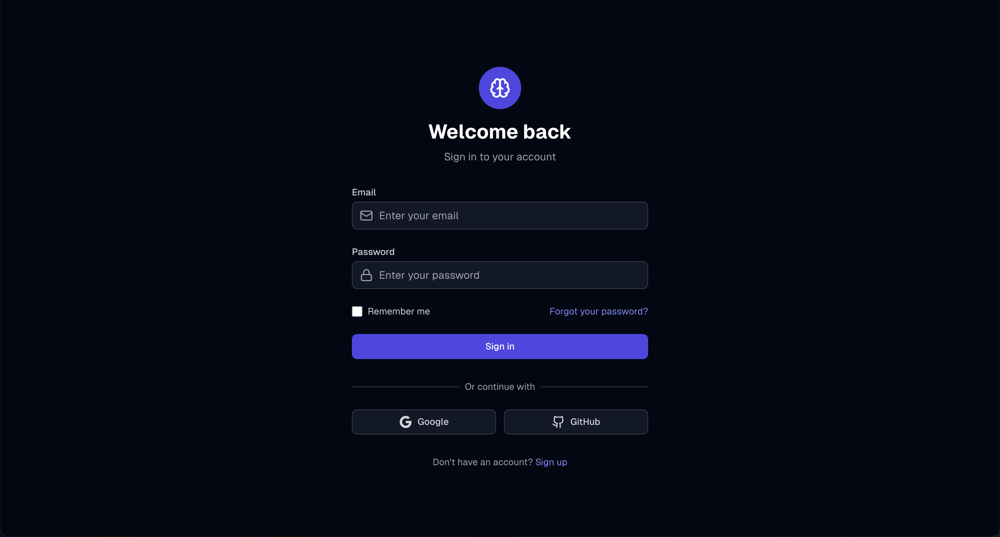 Welcome back
Sign in to your account
Email
Enter your email
Password
Enter your password
Remember me
Forgot your password?
Sign in
Or continue with
Google
GitHub
Don't have an account? Sign up